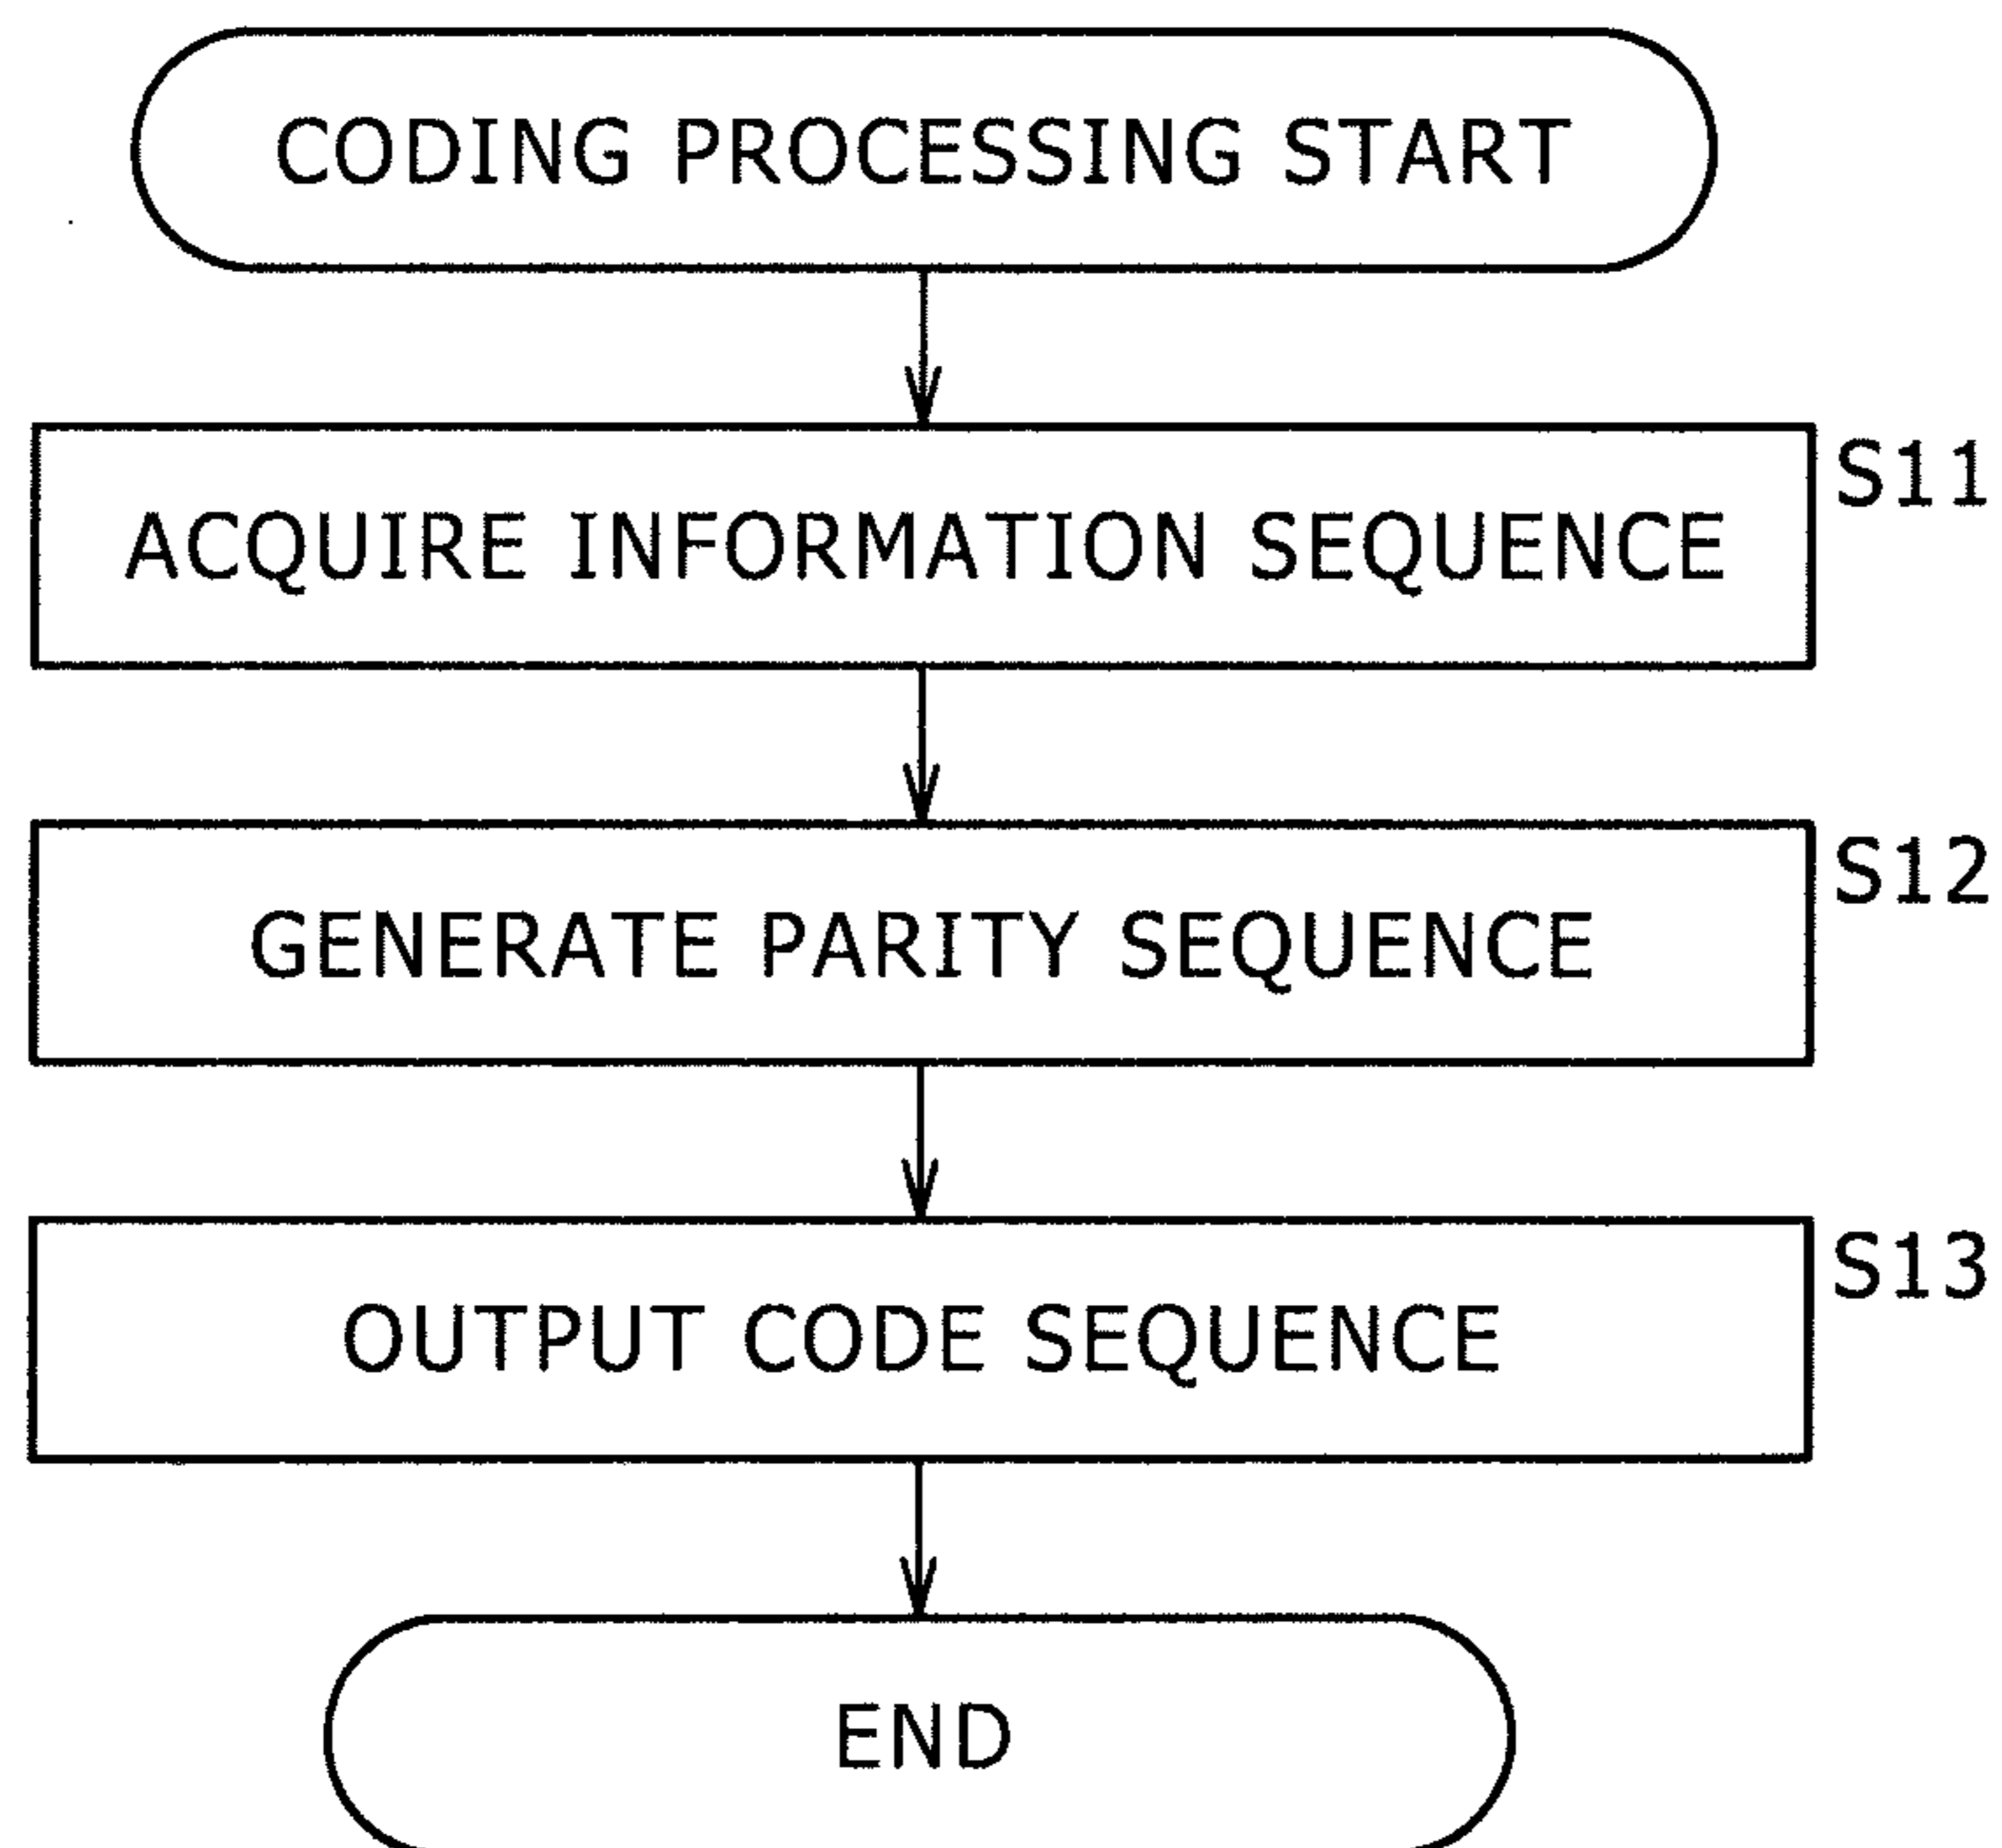 CODING PROCESSING START
S11
ACQUIRE INFORMATION SEQUENCE
S12
GENERATE PARITY SEQUENCE
S13
OUTPUT CODE SEQUENCE
END